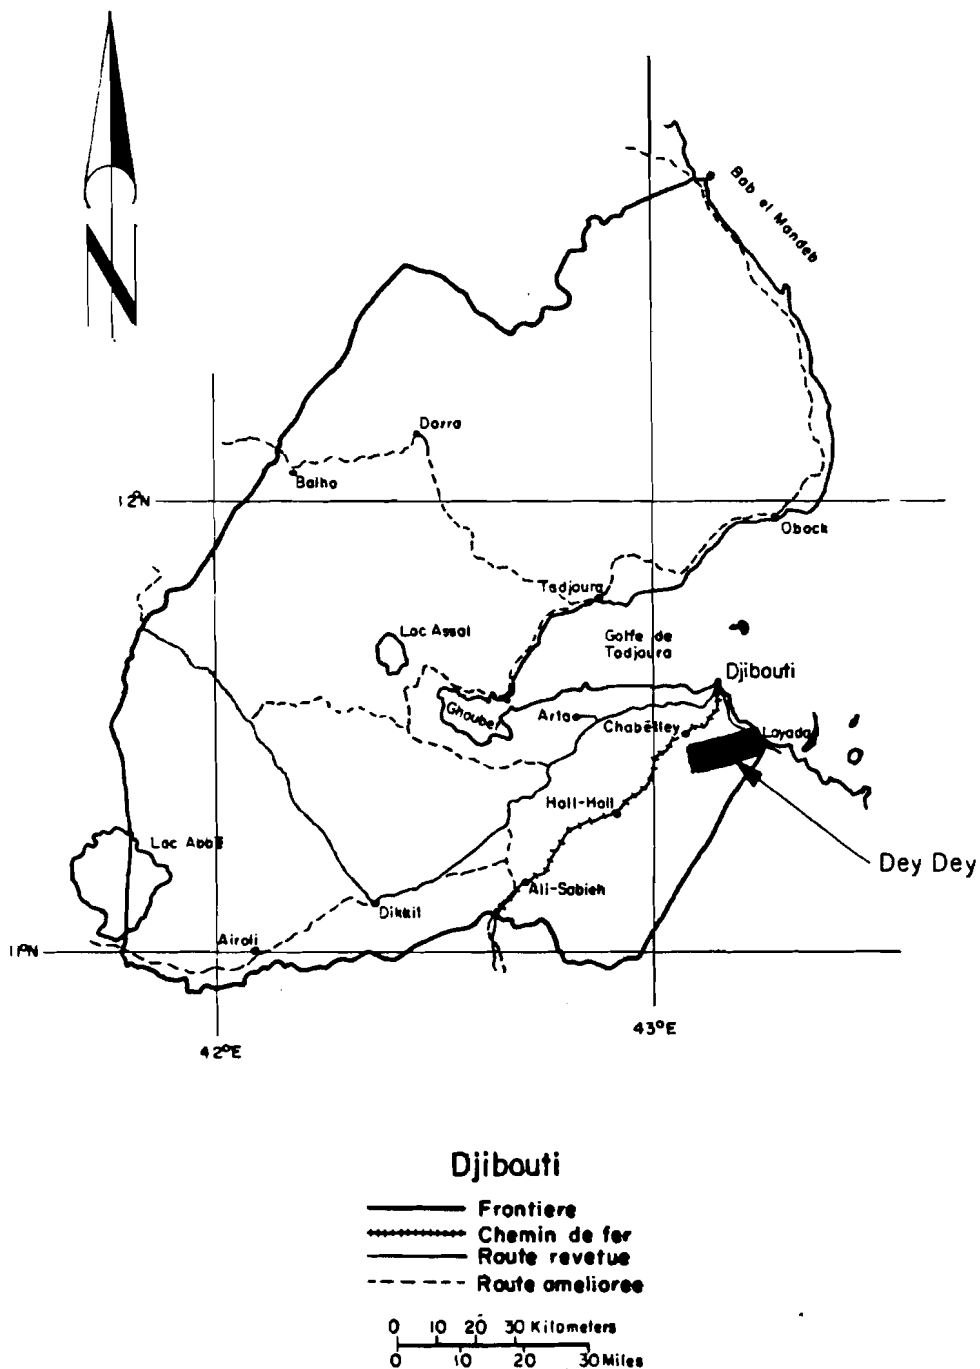 N
Bab el Mandeb
Dorra
Balho
12°N
Obock
Tadjoura
Lac Assal
Golfe de
Tadjoura
Djibouti
Ghoubet
Arta
Chabelley
Loyada
Holl-Holl
Lac Abbé
Dey Dey
Ali-Sabieh
Dikkil
Airoli
11°N
43°E
42°E
Djibouti
Frontiere
Chemin de fer
Route revetue
Route amelioree
0 10 20 30 Kilometers
0 10 20 30 Miles